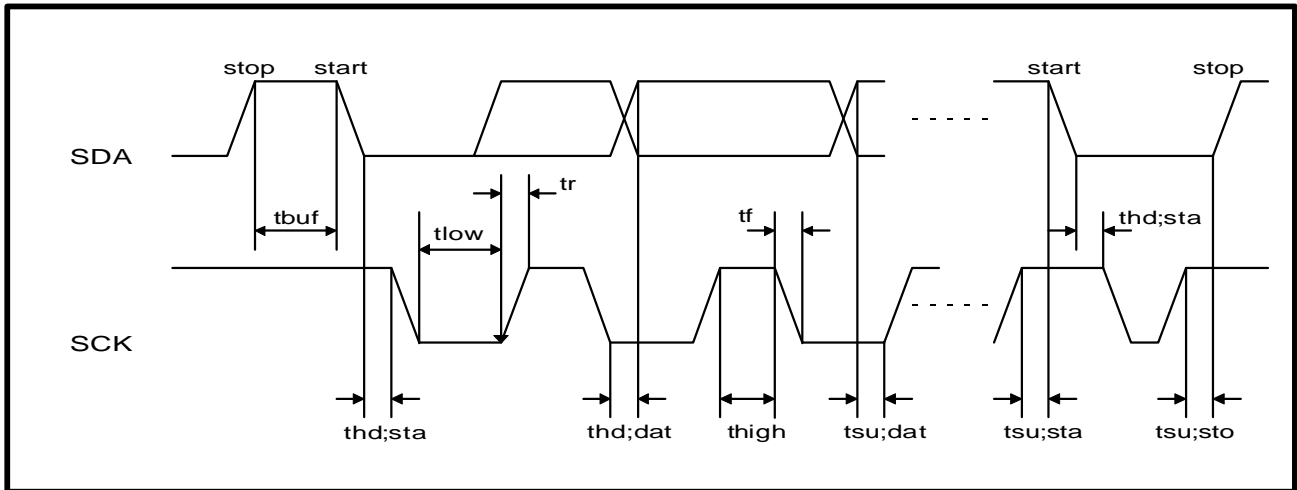 stop start start stop
SDA
tr
tbuf tlow tf thd;sta
SCK
thd;sta thd;dat thigh tsu;dat tsu;sta tsu;sto